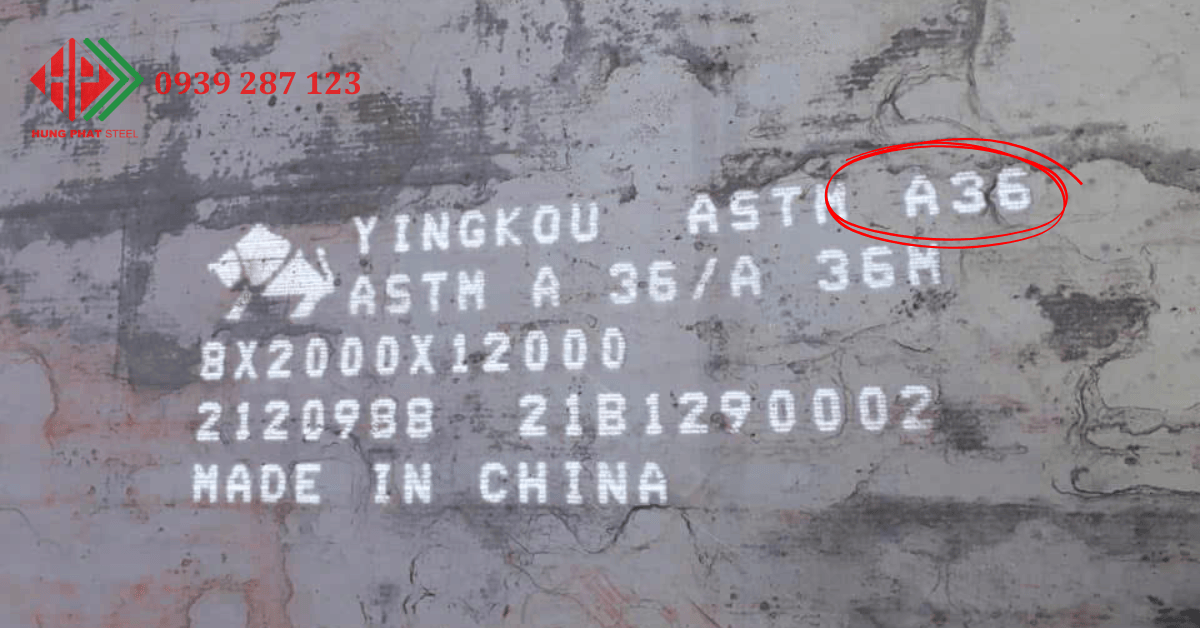 0939 287 123
HUNG PHAT STEEL
YINGKOU ASTM A36
ASTM A 36/A 36M
8X2000X12000
2120988 21B1290002
MADE IN CHINA